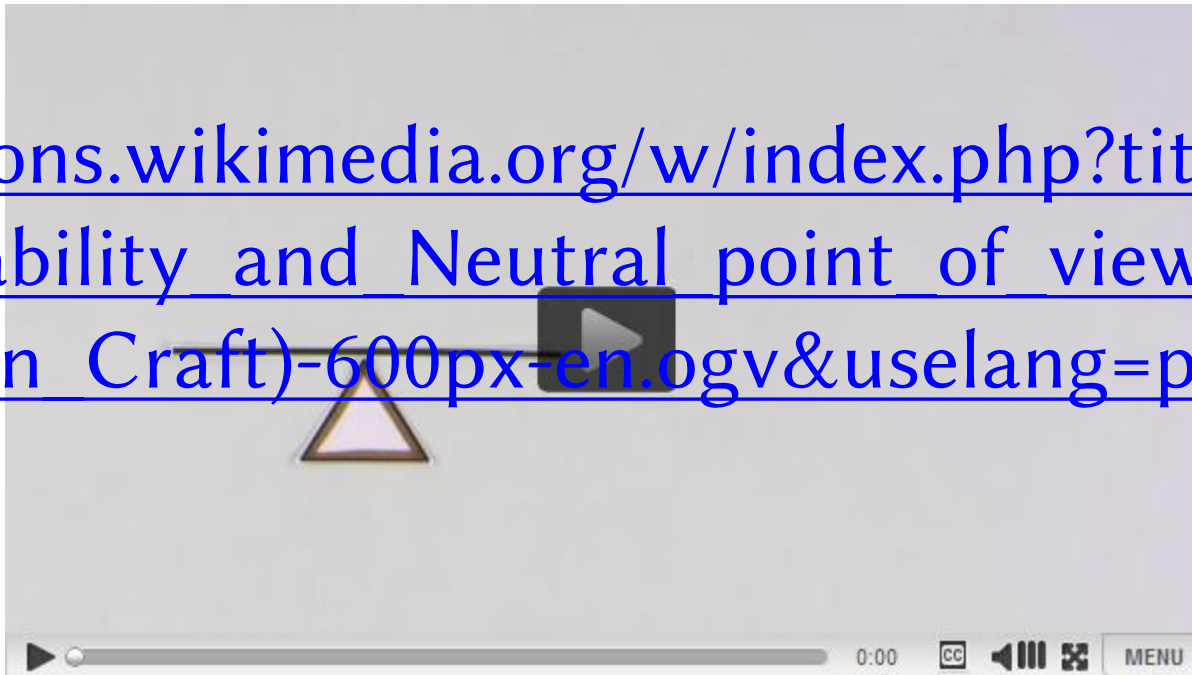 ons.wikimedia.org/w/index.php?tit
ability_and_Neutral_point_of_view
n_Craft)-600px-en.ogv&uselang=p
0:00 CC MENU